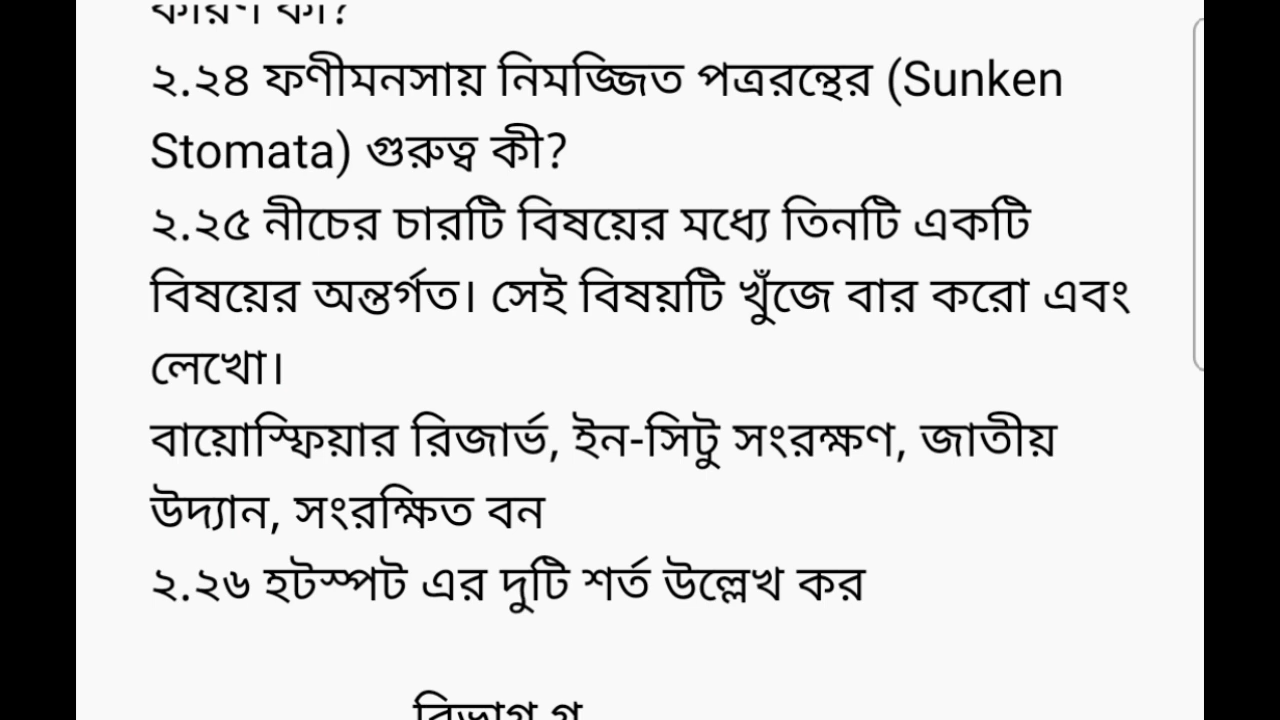 কারণ কী?
২.২৪ ফণীমনসায় নিমজ্জিত পত্ররন্ধ্রের (Sunken
Stomata) গুরুত্ব কী?
২.২৫ নীচের চারটি বিষয়ের মধ্যে তিনটি একটি
বিষয়ের অন্তর্গত। সেই বিষয়টি খুঁজে বার করো এবং
লেখো।
বায়োস্ফিয়ার রিজার্ভ, ইন-সিটু সংরক্ষণ, জাতীয়
উদ্যান, সংরক্ষিত বন
২.২৬ হটস্পট এর দুটি শর্ত উল্লেখ কর
বিভাগ গ